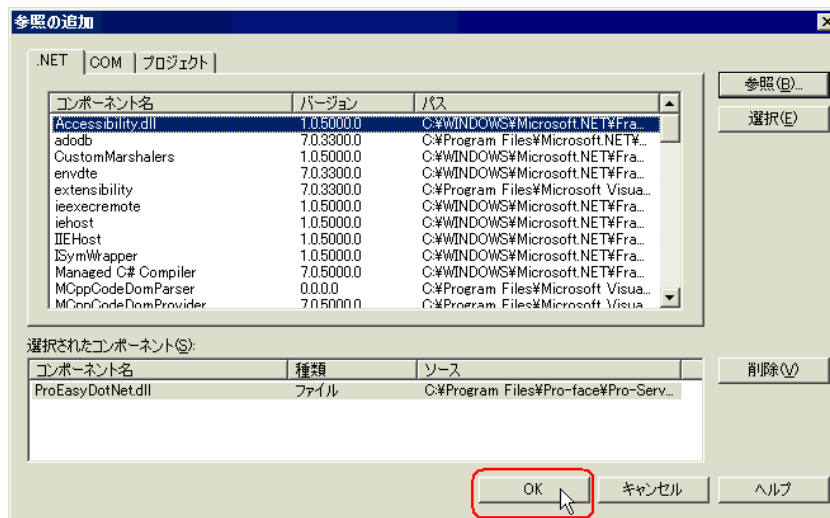 参照の追加
.NET COM プロジェクト
参照(B)...
選択(E)
コンポーネント名 バージョン パス
Accessibility.dll 1.0.5000.0 C:¥WINDOWS¥Microsoft.NET¥Fra...
adodb 7.0.3300.0 C:¥Program Files¥Microsoft.NET¥...
CustomMarshalers 1.0.5000.0 C:¥WINDOWS¥Microsoft.NET¥Fra...
envdte 7.0.3300.0 C:¥WINDOWS¥Microsoft.NET¥Fra...
extensibility 7.0.3300.0 C:¥Program Files¥Microsoft Visua...
ieexecremote 1.0.5000.0 C:¥WINDOWS¥Microsoft.NET¥Fra...
iehost 1.0.5000.0 C:¥WINDOWS¥Microsoft.NET¥Fra...
IIEHost 1.0.5000.0 C:¥WINDOWS¥Microsoft.NET¥Fra...
ISymWrapper 1.0.5000.0 C:¥WINDOWS¥Microsoft.NET¥Fra...
Managed C# Compiler 7.0.5000.0 C:¥WINDOWS¥Microsoft.NET¥Fra...
MCppCodeDomParser 0.0.0.0 C:¥Program Files¥Microsoft Visua...
MCppCodeDomProvider 7.0.5000.0 C:¥Program Files¥Microsoft Visua...
選択されたコンポーネント(S):
コンポーネント名 種類 ソース
ProEasyDotNet.dll ファイル C:¥Program Files¥Pro-face¥Pro-Serv...
削除(V)
OK キャンセル ヘルプ